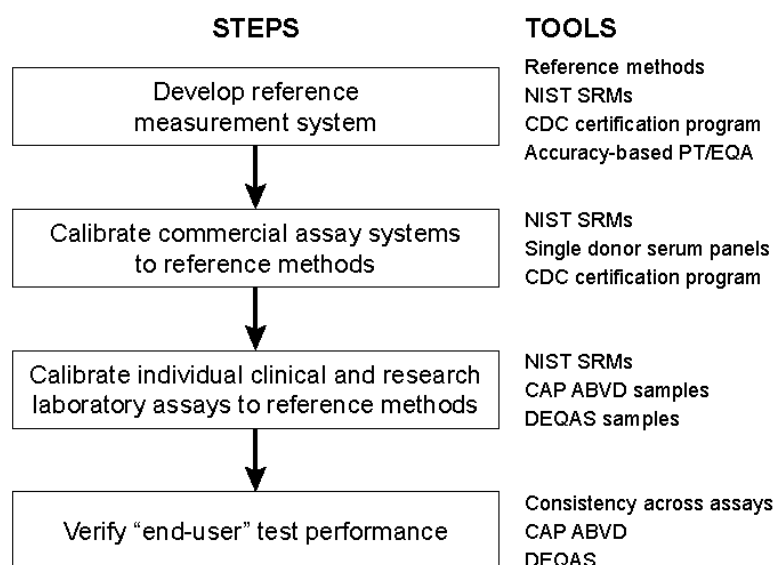 STEPS
TOOLS
Develop reference
measurement system
Reference methods
NIST SRMs
CDC certification program
Accuracy-based PT/EQA
Calibrate commercial assay systems
to reference methods
NIST SRMs
Single donor serum panels
CDC certification program
Calibrate individual clinical and research
laboratory assays to reference methods
NIST SRMs
CAP ABVD samples
DEQAS samples
Verify “end-user” test performance
Consistency across assays
CAP ABVD
DEQAS